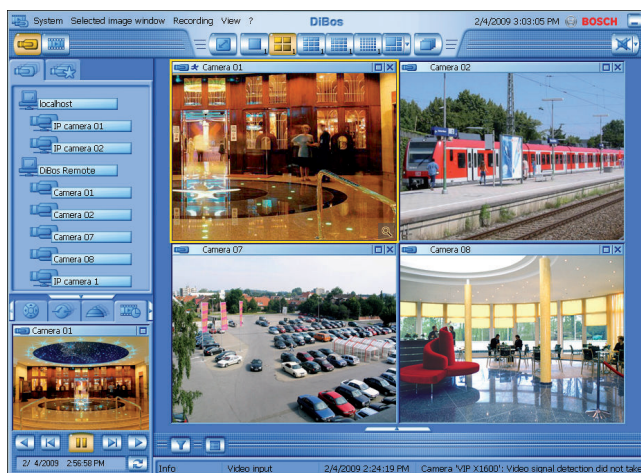 System Selected image window Recording View ? DiBos 2/4/2009 3:03:05 PM BOSCH
Camera 01
Camera 02
localhost
IP camera 01
IP camera 02
DiBos Remote
Camera 01
Camera 02
Camera 07
Camera 08
IP camera 1
Camera 07
Camera 08
Camera 01
2/ 4/2009 2:56:58 PM
Info Video input 2/4/2009 2:24:19 PM Camera 'VIP X1600': Video signal detection did not take